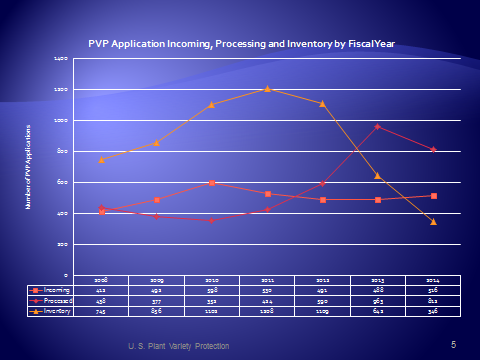 PVP Application Incoming, Processing and Inventory by Fiscal Year
Number of PVP Applications
1400
1200
1000
800
600
400
200
0
2008 2009 2010 2011 2012 2013 2014
Incoming 412 492 598 530 491 488 516
Processed 438 377 352 424 590 963 812
Inventory 745 856 1102 1208 1109 642 346
U. S. Plant Variety Protection 5